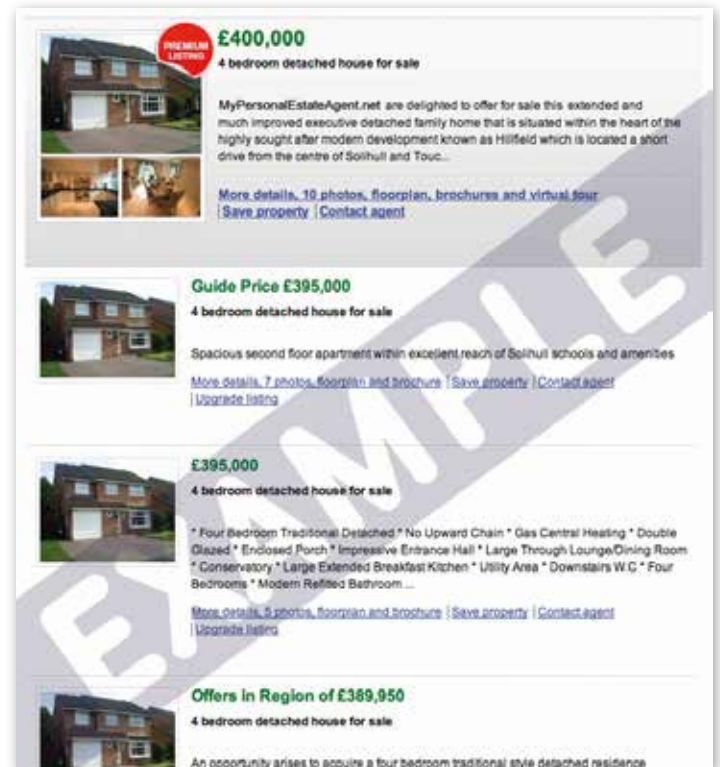 PREMIUM
LISTING
£400,000
4 bedroom detached house for sale
MyPersonalEstateAgent.net are delighted to offer for sale this extended and
much improved executive detached family home that is situated within the heart of the
highly sought after modern development known as Hillfield which is located a short
drive from the centre of Solihull and Touc...
More details, 10 photos, floorplan, brochures and virtual tour
| Save property | Contact agent
Guide Price £395,000
4 bedroom detached house for sale
Spacious second floor apartment within excellent reach of Solihull schools and amenities
More details, 7 photos, floorplan and brochure | Save property | Contact agent
| Upgrade listing
£395,000
4 bedroom detached house for sale
* Four Bedroom Traditional Detached * No Upward Chain * Gas Central Heating * Double
Glazed * Enclosed Porch * Impressive Entrance Hall * Large Through Lounge/Dining Room
* Conservatory * Large Extended Breakfast Kitchen * Utility Area * Downstairs W.C * Four
Bedrooms * Modern Refitted Bathroom ...
More details, 5 photos, floorplan and brochure | Save property | Contact agent
| Upgrade listing
Offers in Region of £389,950
4 bedroom detached house for sale
An opportunity arises to acquire a four bedroom traditional style detached residence
EXAMPLE